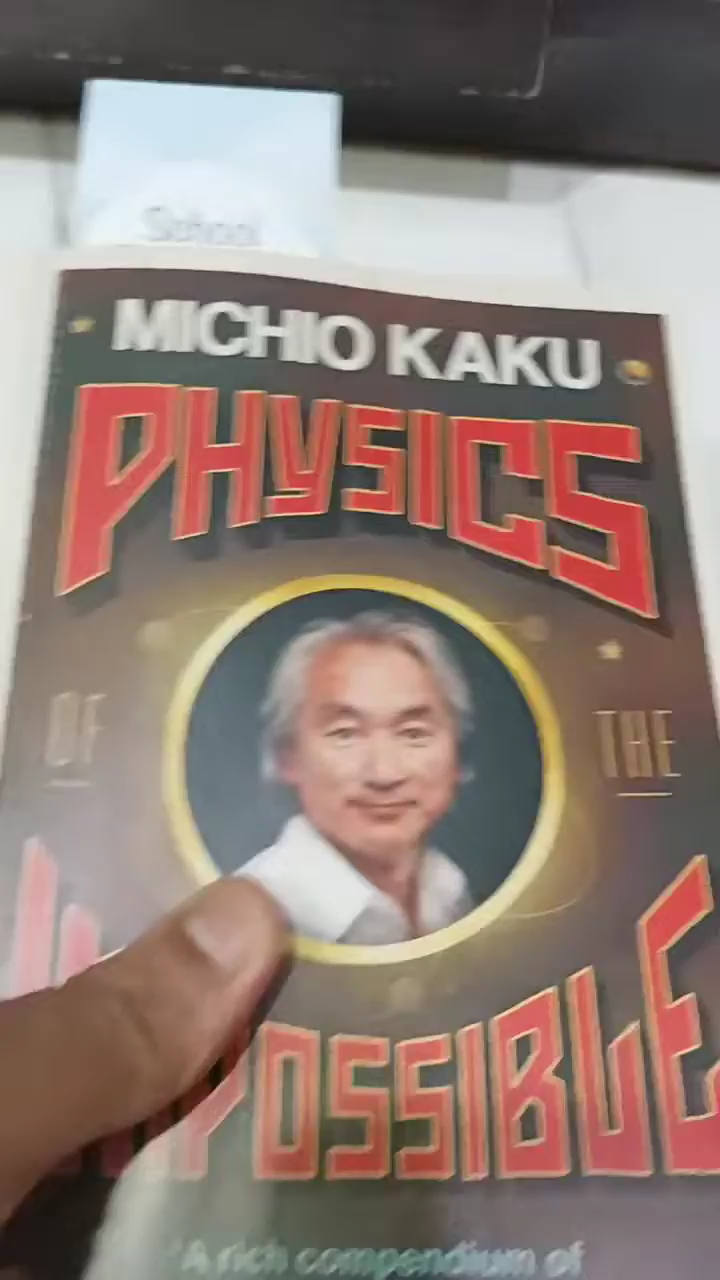 School
MICHIO KAKU
PHYSICS
OF THE
IMPOSSIBLE
'A rich compendium of